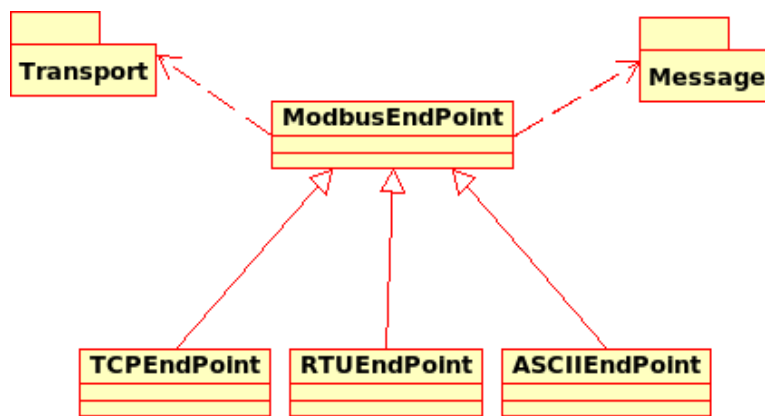 Transport
Message
ModbusEndPoint
TCPEndPoint
RTUEndPoint
ASCIIEndPoint